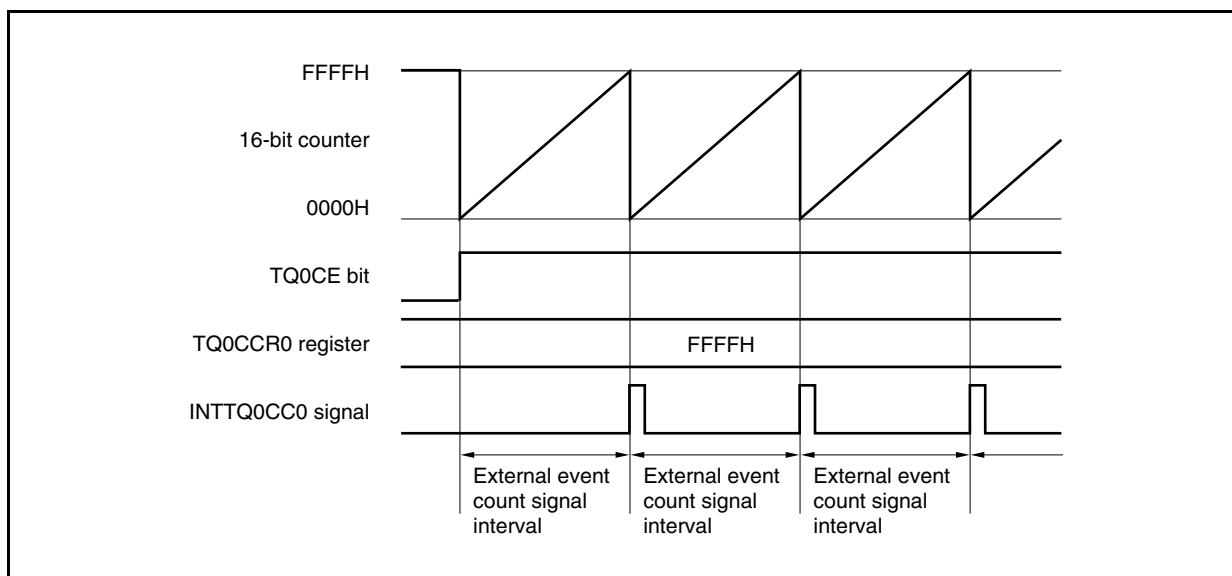 FFFFH
16-bit counter
0000H
TQ0CE bit
TQ0CCR0 register
FFFFH
INTTQ0CC0 signal
External event
count signal
interval
External event
count signal
interval
External event
count signal
interval